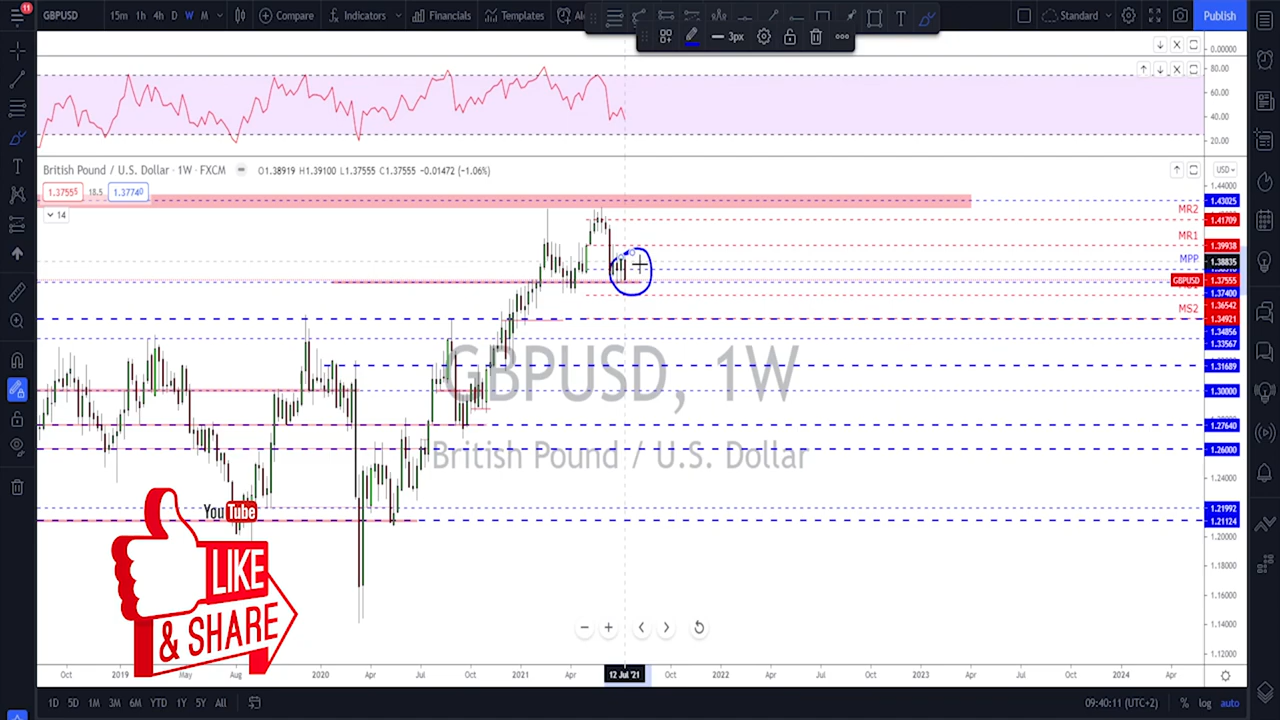 11
GBPUSD 15m 1h 4h D W M Compare Indicators Financials Templates Al Standard Publish
3px
0.00000
80.00
60.00
40.00
20.00
British Pound / U.S. Dollar · 1W · FXCM O1.38919 H1.39100 L1.37555 C1.37555 -0.01472 (-1.06%)
USD
1.37555 18.5 1.37740
14
1.44000
1.43025
MR2
1.41709
MR1
1.39938
MPP
1.38835
GBPUSD 1.37555
1.37400
1.36542
MS2
1.34921
1.34856
1.33567
1.31689
1.30000
1.27640
1.26000
1.24000
1.21992
1.21124
1.20000
1.18000
1.16000
1.14000
1.12000
GBPUSD, 1W
British Pound / U.S. Dollar
YouTube
LIKE
& SHARE
Oct 2019 May Aug 2020 Apr Jul Oct 2021 Apr 12 Jul '21 Oct 2022 Apr Jul Oct 2023 Apr Jul Oct 2024 Apr
1D 5D 1M 3M 6M YTD 1Y 5Y All 09:40:11 (UTC+2) % log auto